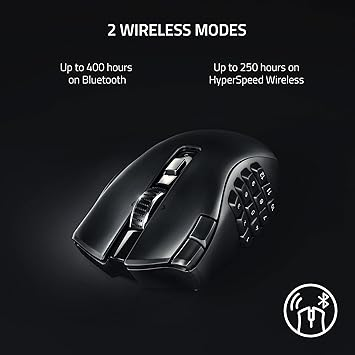 2 WIRELESS MODES
Up to 400 hours
on Bluetooth
Up to 250 hours on
HyperSpeed Wireless